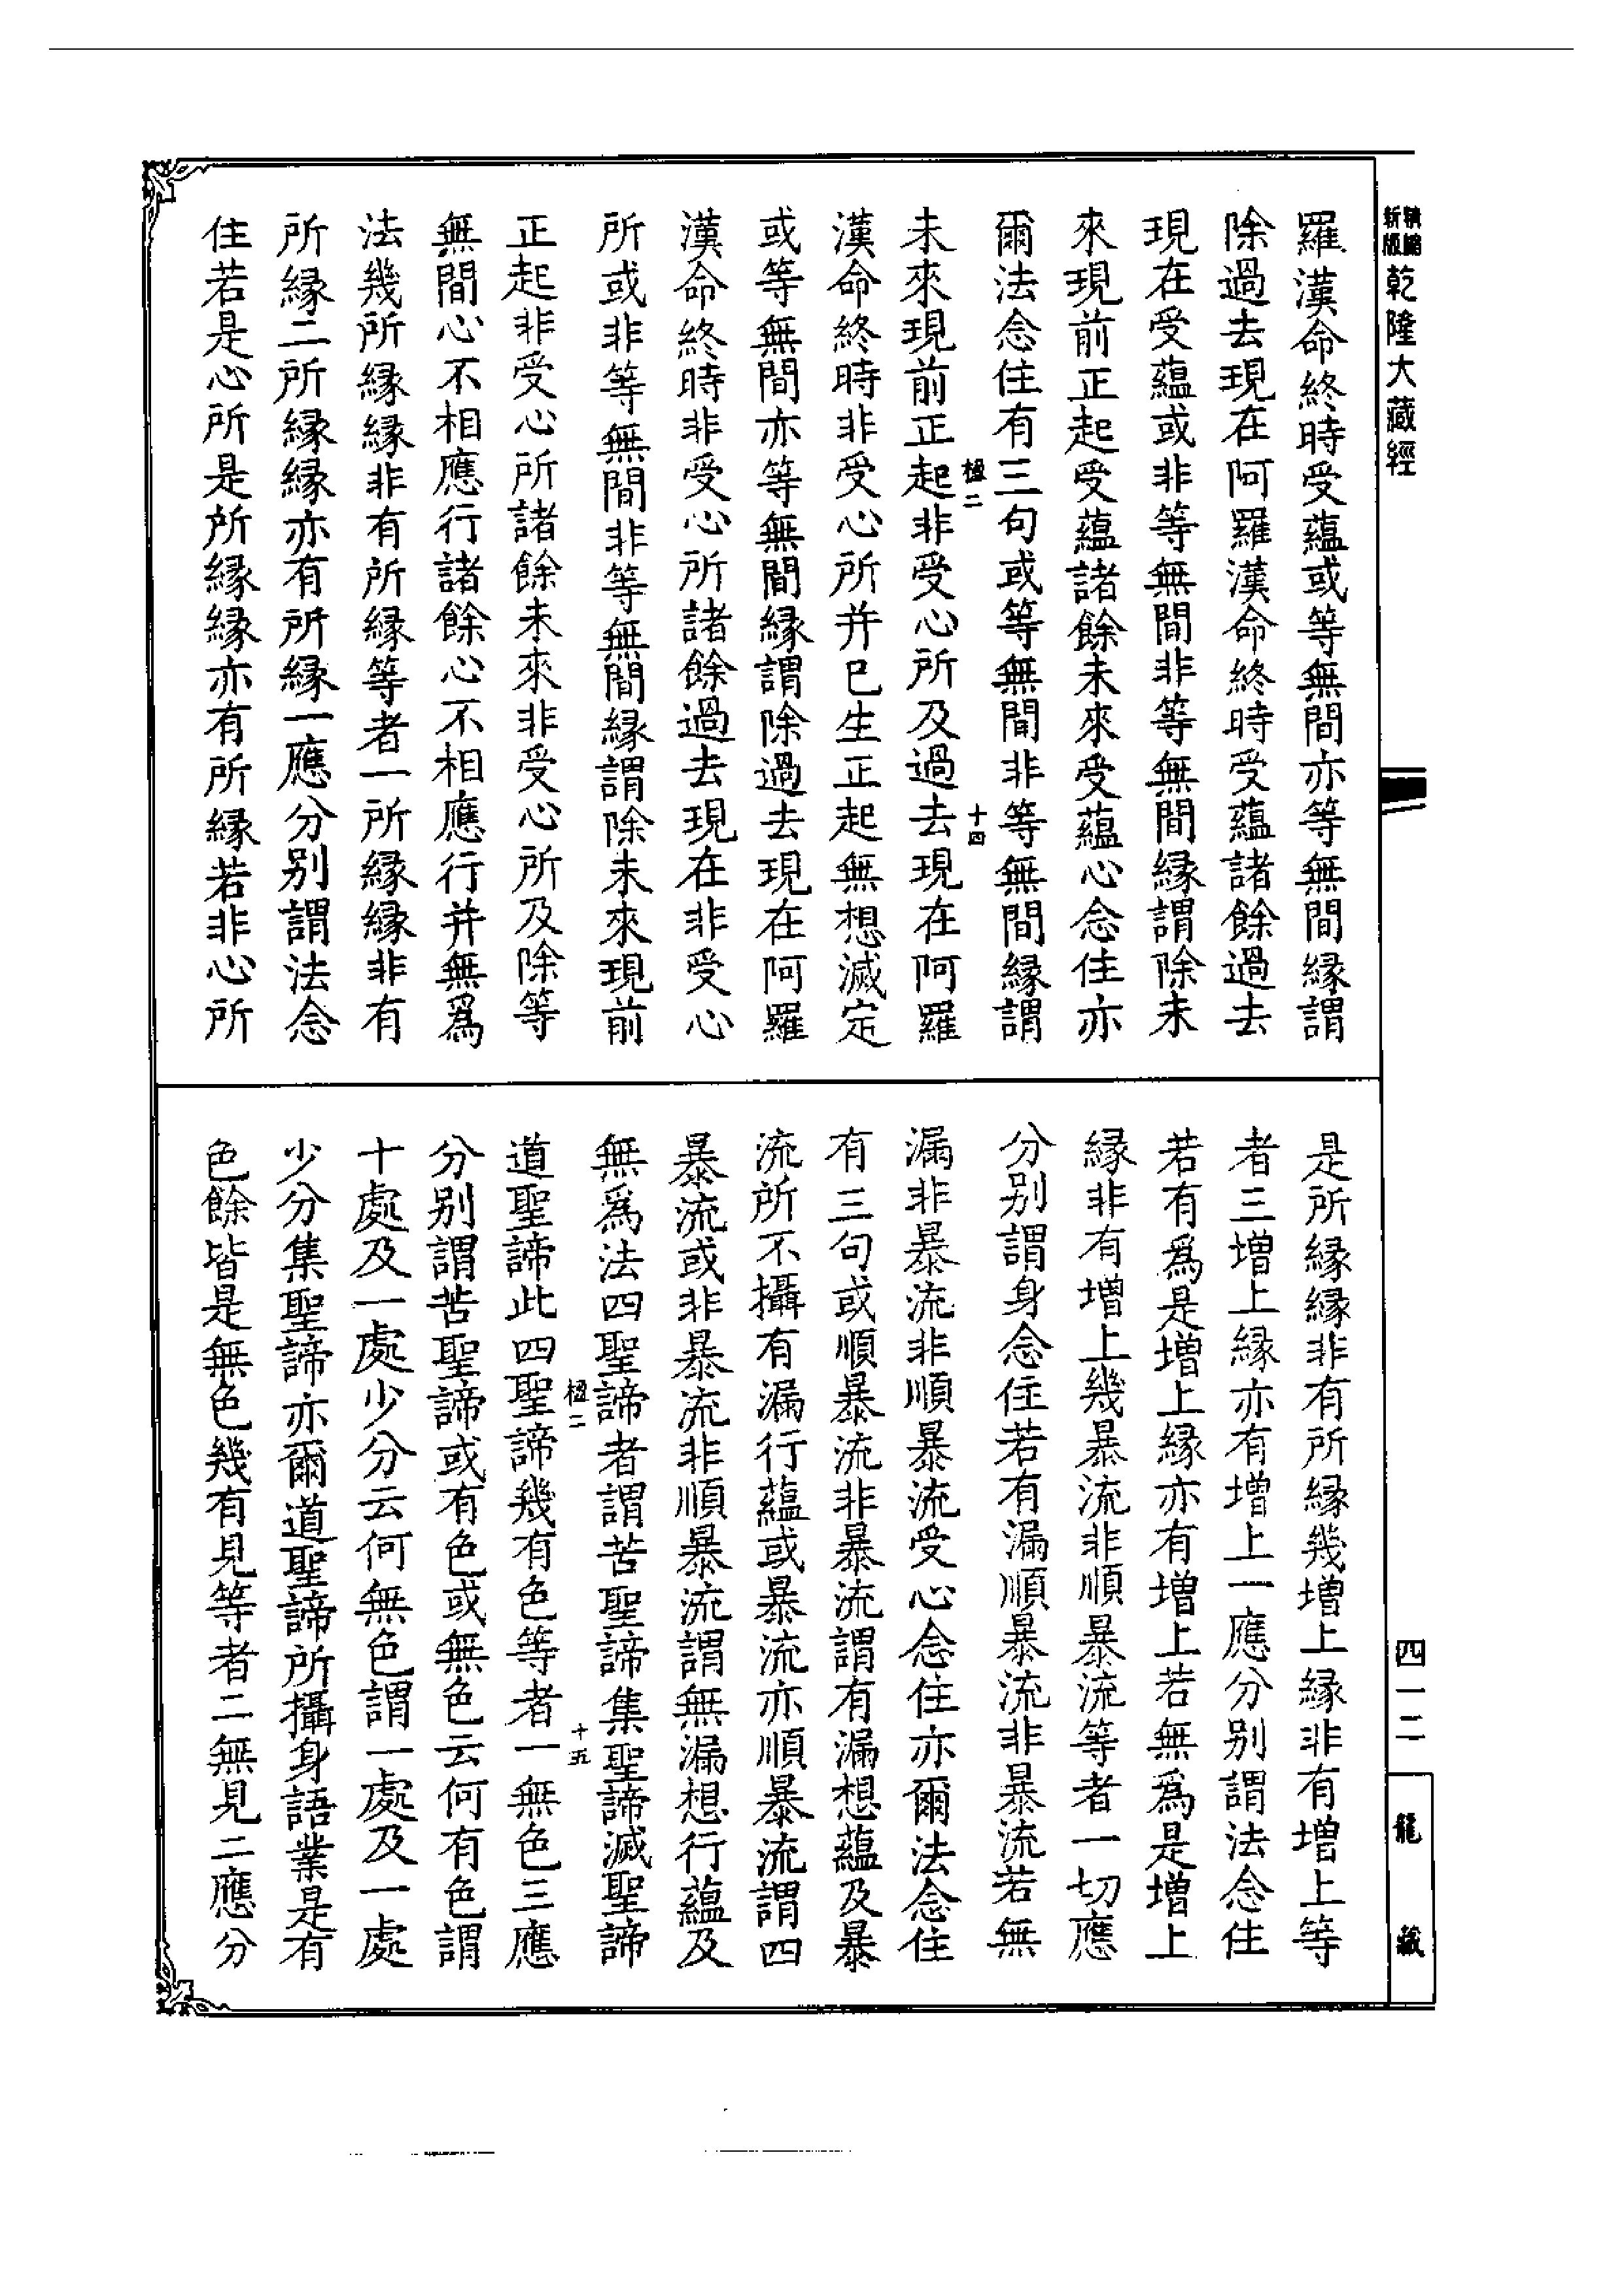 新編縮版 乾隆大藏經
羅漢命終時受蘊或等無間亦等無間緣謂
除過去現在阿羅漢命終時受蘊諸餘過去
現在受蘊或非等無間非等無間緣謂除未
來現前正起受蘊諸餘未來受蘊心念住亦
爾法念住有三句或等無間非等無間緣謂
未來現前正起非受心所及過去現在阿羅
漢命終時非受心所并已生正起無想滅定
或等無間亦等無間緣謂除過去現在阿羅
漢命終時非受心所諸餘過去現在非受心
所或非等無間非等無間緣謂除未來現前
正起非受心所諸餘未來非受心所及除等
無間心不相應行諸餘心不相應行并無為
法幾所緣緣非有所緣等者一所緣緣非有
所緣二所緣緣亦有所緣一應分別謂法念
住若是心所是所緣緣亦有所緣若非心所
是所緣緣非有所緣幾增上緣非有增上等
者三增上緣亦有增上一應分別謂法念住
若有為是增上緣亦有增上若無為是增上
緣非有增上幾暴流非順暴流等者一切應
分別謂身念住若有漏順暴流非暴流若無
漏非暴流非順暴流受心念住亦爾法念住
有三句或順暴流非暴流謂有漏想蘊及暴
流所不攝有漏行蘊或暴流亦順暴流謂四
暴流或非暴流非順暴流謂無漏想行蘊及
無為法四聖諦者謂苦聖諦集聖諦滅聖諦
道聖諦此四聖諦幾有色等者一無色三應
分別謂苦聖諦或有色或無色云何有色謂
十處及一處少分云何無色謂一處及一處
少分集聖諦亦爾道聖諦所攝身語業是有
色餘皆是無色幾有見等者二無見二應分
楹二
十四
楹二
十五
四一二
龍藏